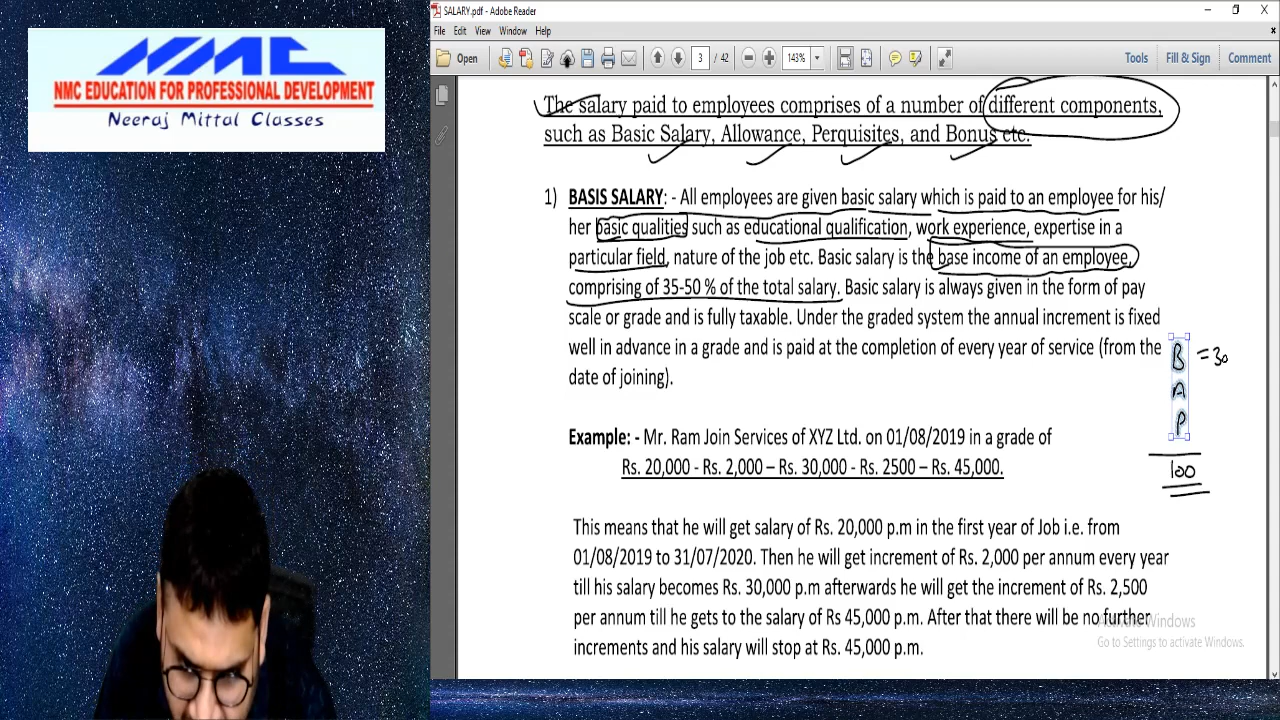 NMC EDUCATION FOR PROFESSIONAL DEVELOPMENT
Neeraj Mittal Classes
SALARY.pdf - Adobe Reader
File Edit View Window Help
Open 3 / 42 143% Tools Fill & Sign Comment
The salary paid to employees comprises of a number of different components,
such as Basic Salary, Allowance, Perquisites, and Bonus etc.
1) BASIS SALARY: - All employees are given basic salary which is paid to an employee for his/
her basic qualities such as educational qualification, work experience, expertise in a
particular field, nature of the job etc. Basic salary is the base income of an employee,
comprising of 35-50 % of the total salary. Basic salary is always given in the form of pay
scale or grade and is fully taxable. Under the graded system the annual increment is fixed
well in advance in a grade and is paid at the completion of every year of service (from the
date of joining).
B = 30
A
P
100
Example: - Mr. Ram Join Services of XYZ Ltd. on 01/08/2019 in a grade of
Rs. 20,000 - Rs. 2,000 – Rs. 30,000 - Rs. 2500 – Rs. 45,000.
This means that he will get salary of Rs. 20,000 p.m in the first year of Job i.e. from
01/08/2019 to 31/07/2020. Then he will get increment of Rs. 2,000 per annum every year
till his salary becomes Rs. 30,000 p.m afterwards he will get the increment of Rs. 2,500
per annum till he gets to the salary of Rs 45,000 p.m. After that there will be no further
increments and his salary will stop at Rs. 45,000 p.m.
Activate Windows
Go to Settings to activate Windows.